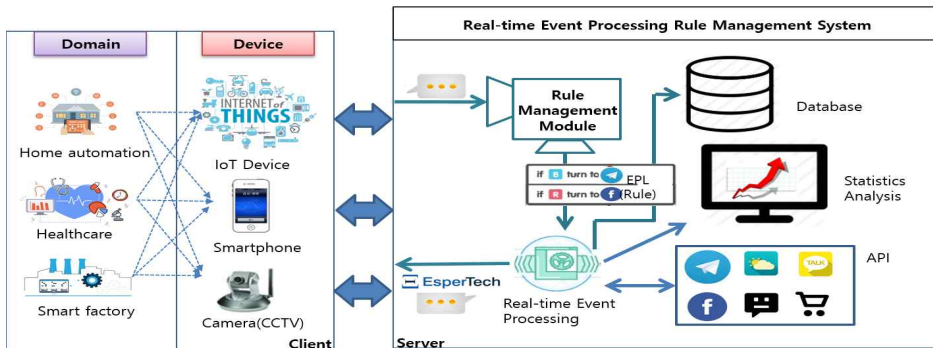 Real-time Event Processing Rule Management System
Domain
Device
INTERNET of
THINGS
Home automation
IoT Device
Healthcare
Smartphone
Smart factory
Camera(CCTV)
Client
Server
Rule
Management
Module
if B turn to
EPL
if R turn to f (Rule)
EsperTech
Real-time Event
Processing
Database
Statistics
Analysis
API
TALK
f